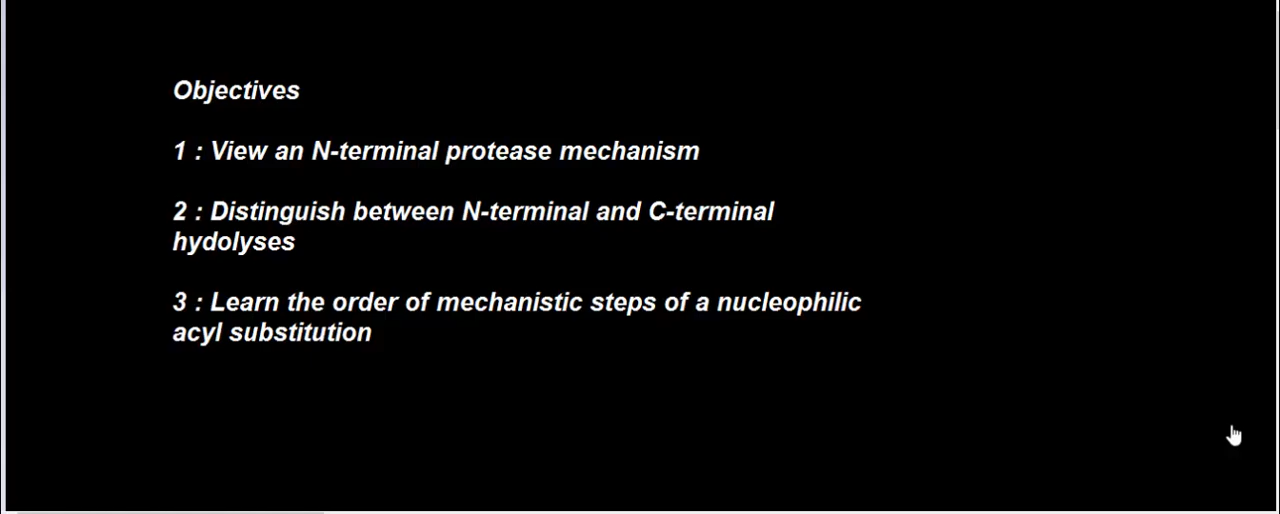 Objectives
1 : View an N-terminal protease mechanism
2 : Distinguish between N-terminal and C-terminal
hydolyses
3 : Learn the order of mechanistic steps of a nucleophilic
acyl substitution